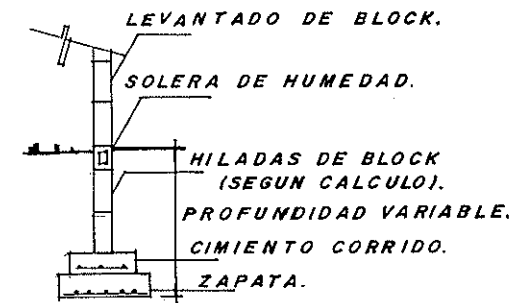 LEVANTADO DE BLOCK.
SOLERA DE HUMEDAD.
HILADAS DE BLOCK
(SEGUN CALCULO).
PROFUNDIDAD VARIABLE.
CIMIENTO CORRIDO.
ZAPATA.